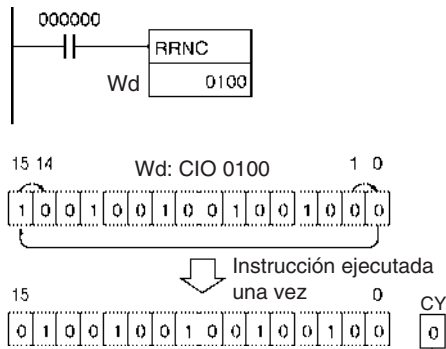 000000
RRNC
Wd 0100
15 14 Wd: CIO 0100 1 0
1 0 0 1 0 0 1 0 0 1 0 0 1 0 0 0
Instrucción ejecutada
15 una vez 0 CY
0 1 0 0 1 0 0 1 0 0 1 0 0 1 0 0 0